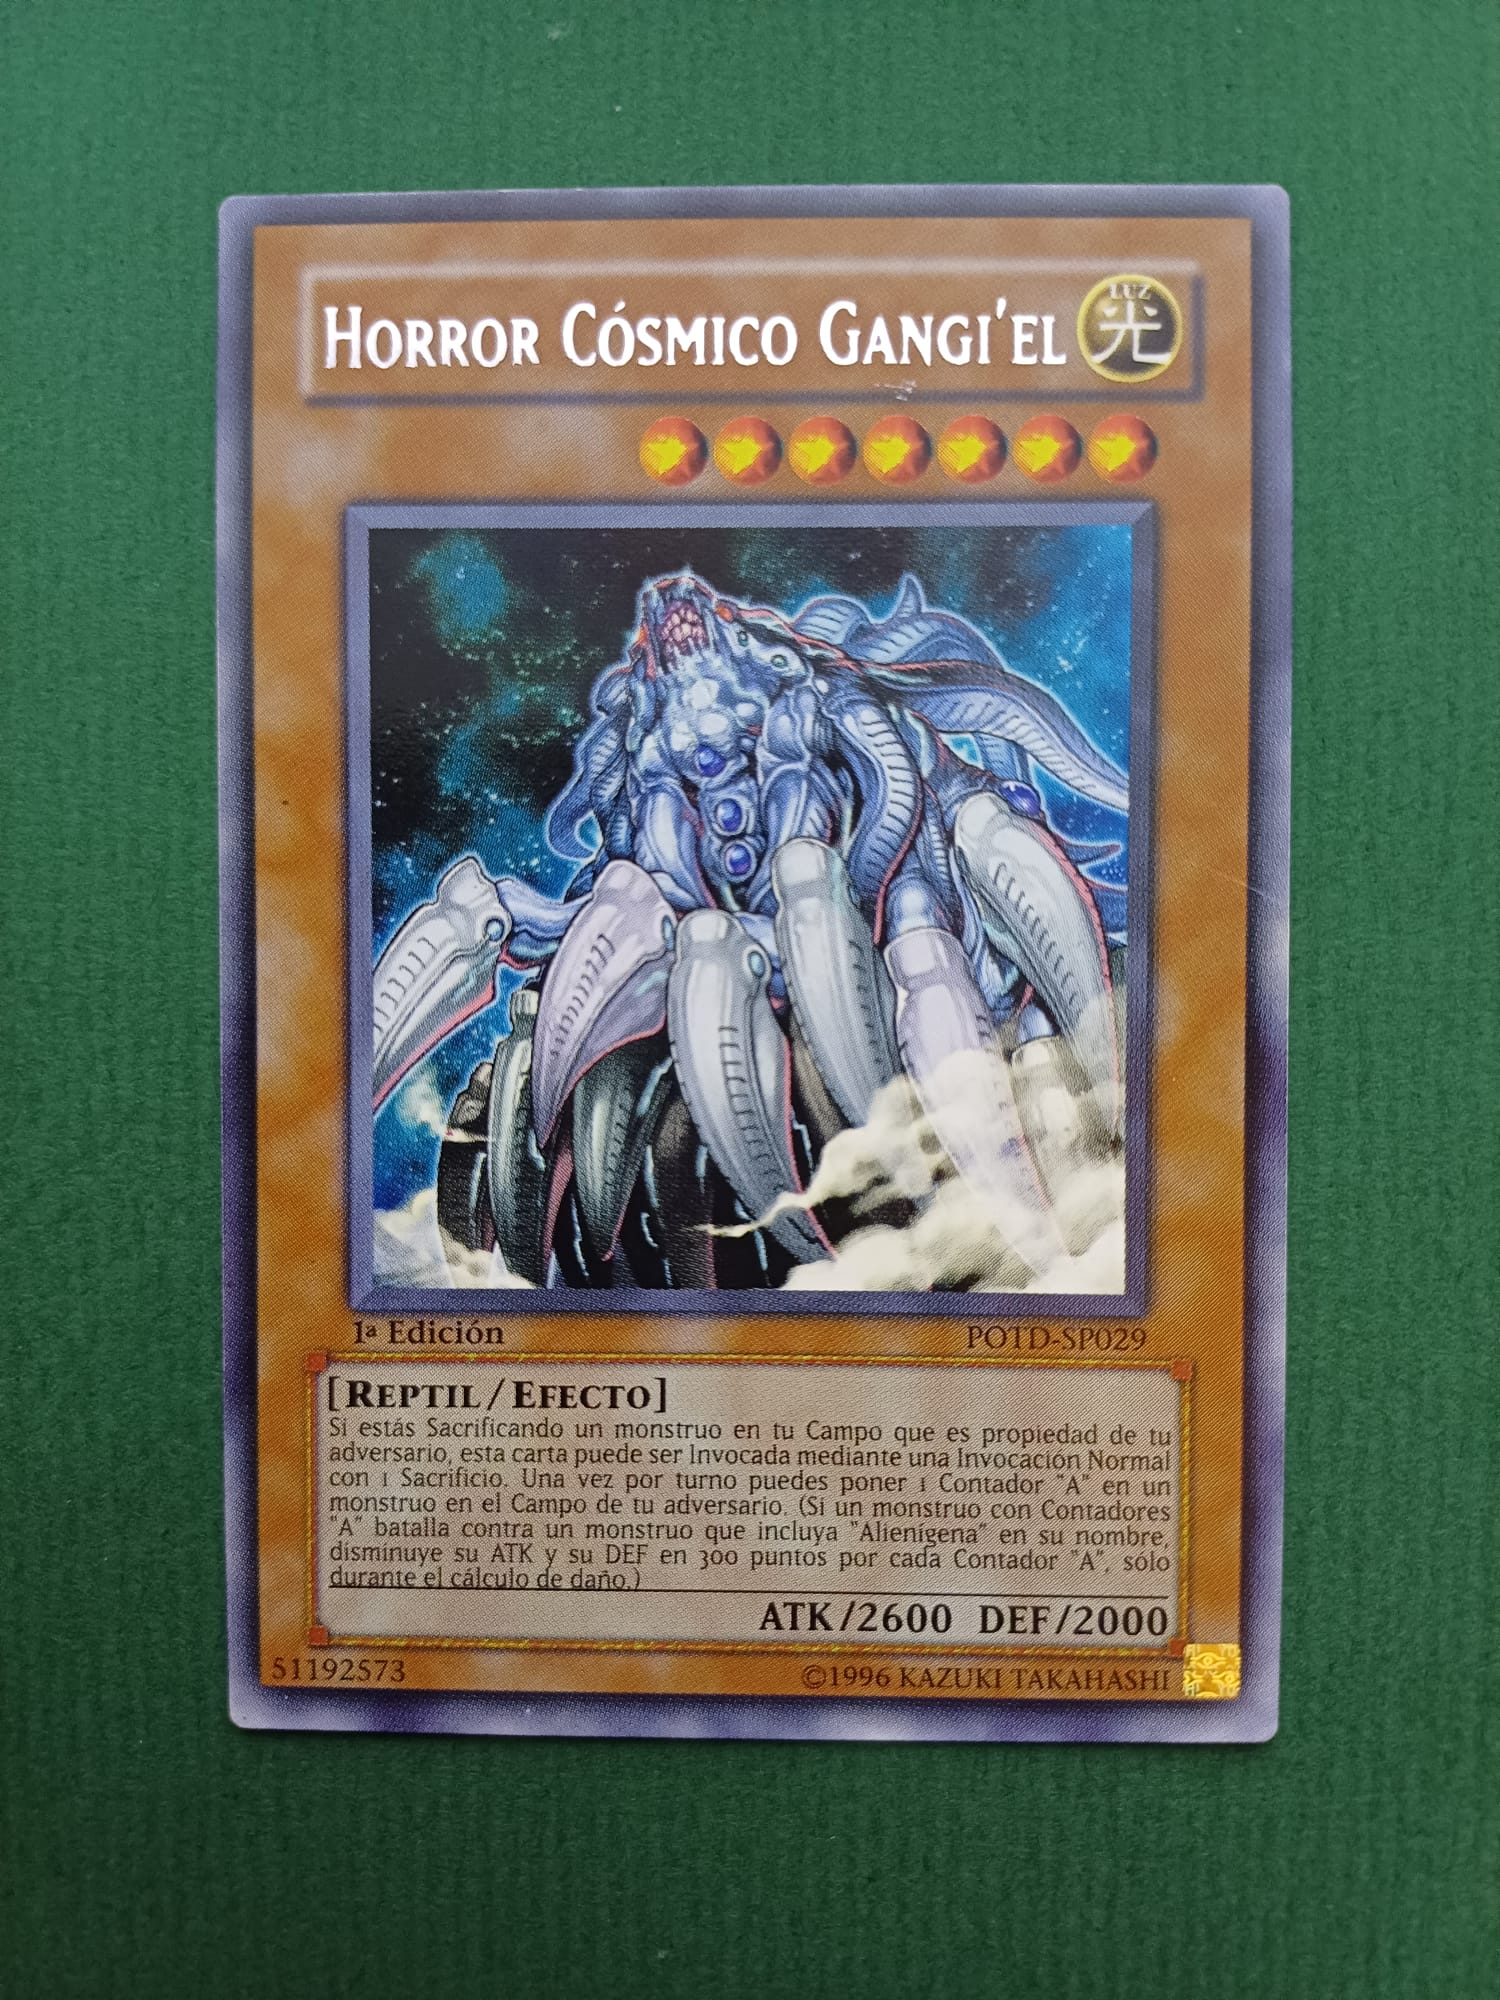 Horror Cósmico Gangi'el
LUZ
光
1ª Edición
POTD-SP029
[Reptil/Efecto]
Si estás Sacrificando un monstruo en tu Campo que es propiedad de tu
adversario, esta carta puede ser Invocada mediante una Invocación Normal
con 1 Sacrificio. Una vez por turno puedes poner 1 Contador "A" en un
monstruo en el Campo de tu adversario. (Si un monstruo con Contadores
"A" batalla contra un monstruo que incluya "Alienígena" en su nombre,
disminuye su ATK y su DEF en 300 puntos por cada Contador "A", sólo
durante el cálculo de daño.)
ATK/2600 DEF/2000
51192573
©1996 KAZUKI TAKAHASHI